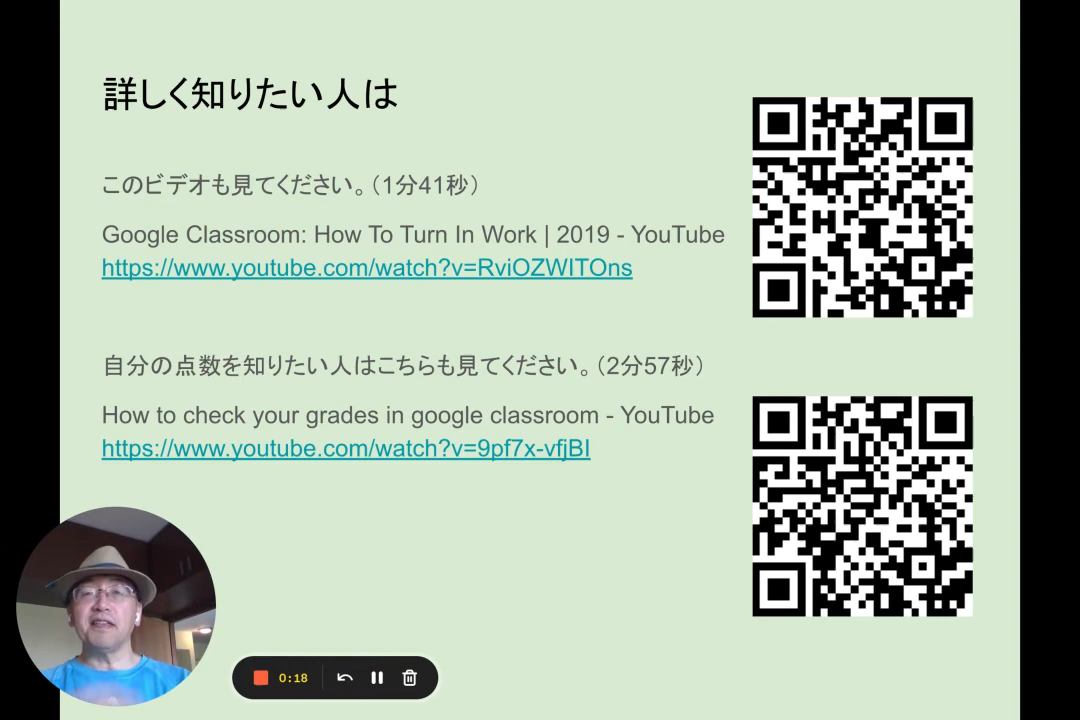 詳しく知りたい人は
このビデオも見てください。（1分41秒）
Google Classroom: How To Turn In Work | 2019 - YouTube
https://www.youtube.com/watch?v=RviOZWITOns
自分の点数を知りたい人はこちらも見てください。（2分57秒）
How to check your grades in google classroom - YouTube
https://www.youtube.com/watch?v=9pf7x-vfjBI
0:18